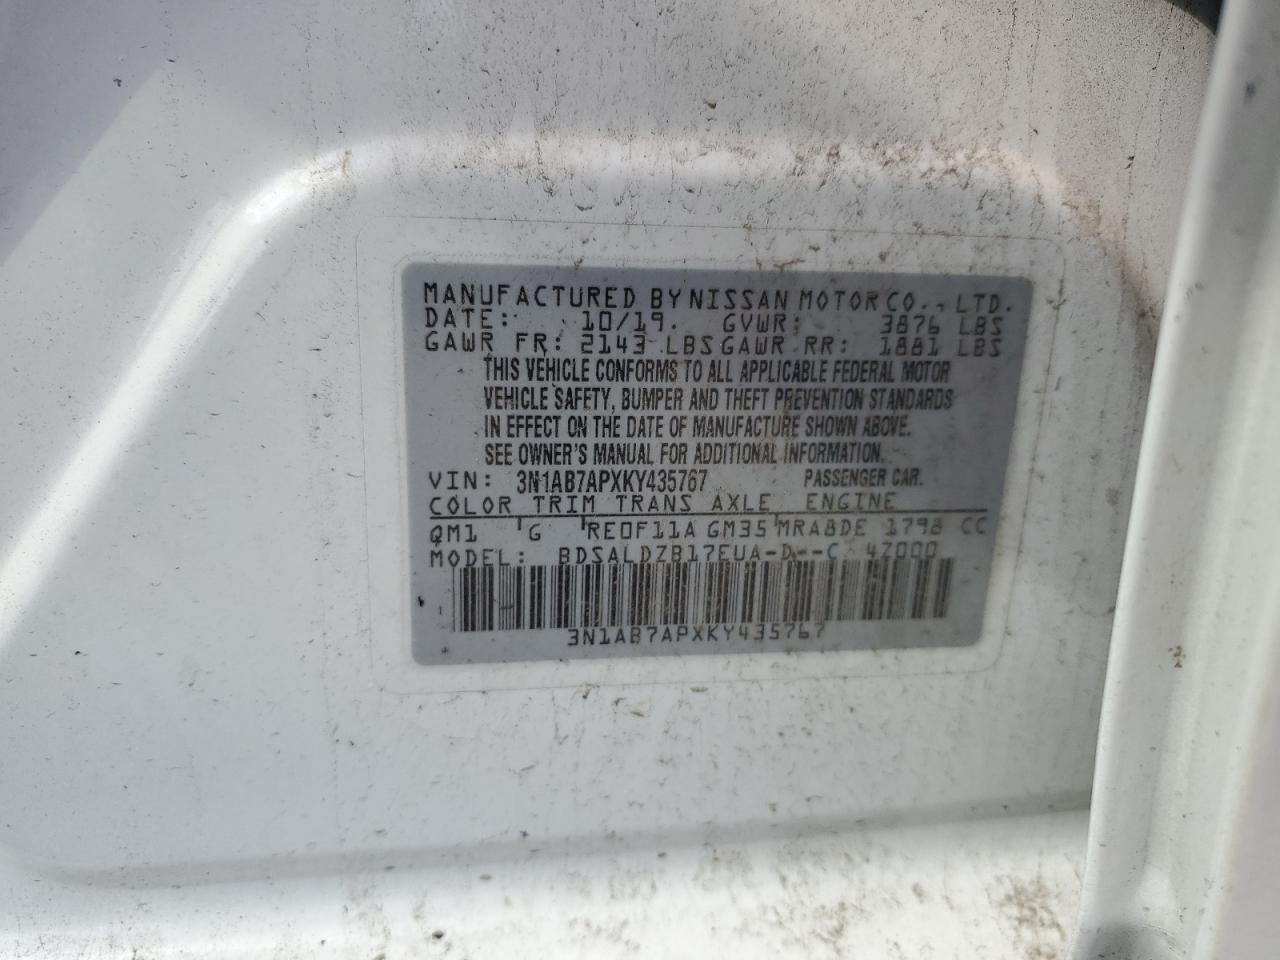 MANUFACTURED BY NISSAN MOTOR CO., LTD.
DATE: 10/19. GVWR: 3876 LBS
GAWR FR: 2143 LBS GAWR RR: 1881 LBS
THIS VEHICLE CONFORMS TO ALL APPLICABLE FEDERAL MOTOR
VEHICLE SAFETY, BUMPER AND THEFT PREVENTION STANDARDS
IN EFFECT ON THE DATE OF MANUFACTURE SHOWN ABOVE.
SEE OWNER'S MANUAL FOR ADDITIONAL INFORMATION.
VIN: 3N1AB7APXKY435767 PASSENGER CAR.
COLOR TRIM TRANS AXLE ENGINE
QM1 G RE0F11A GM35 MRA8DE 1798 CC
MODEL: BDSALDZB17EUA-D--C 4Z000
3N1AB7APXKY435767